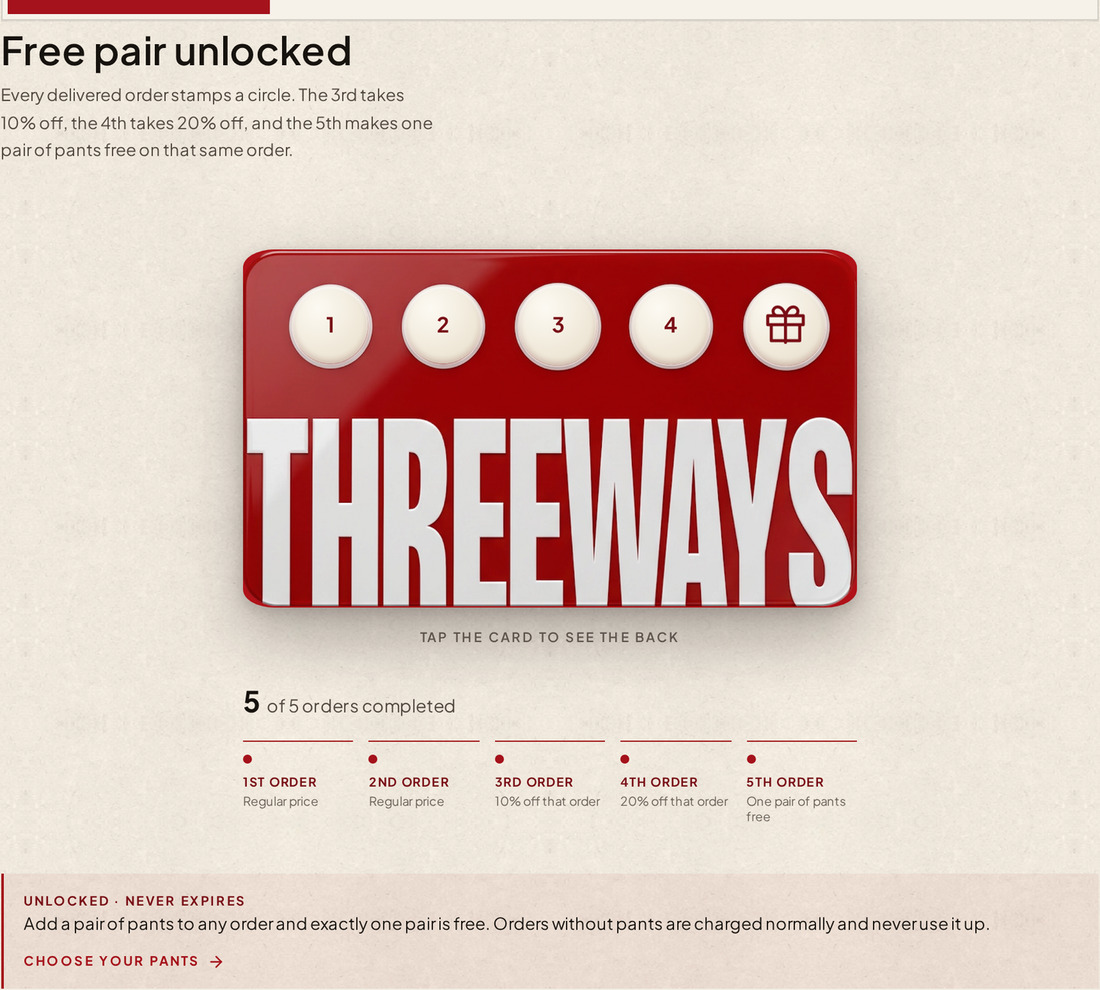 Free pair unlocked
Every delivered order stamps a circle. The 3rd takes
10% off, the 4th takes 20% off, and the 5th makes one
pair of pants free on that same order.
1 2 3 4
THREEWAYS
TAP THE CARD TO SEE THE BACK
5 of 5 orders completed
1ST ORDER 2ND ORDER 3RD ORDER 4TH ORDER 5TH ORDER
Regular price Regular price 10% off that order 20% off that order One pair of pants
free
UNLOCKED · NEVER EXPIRES
Add a pair of pants to any order and exactly one pair is free. Orders without pants are charged normally and never use it up.
CHOOSE YOUR PANTS →